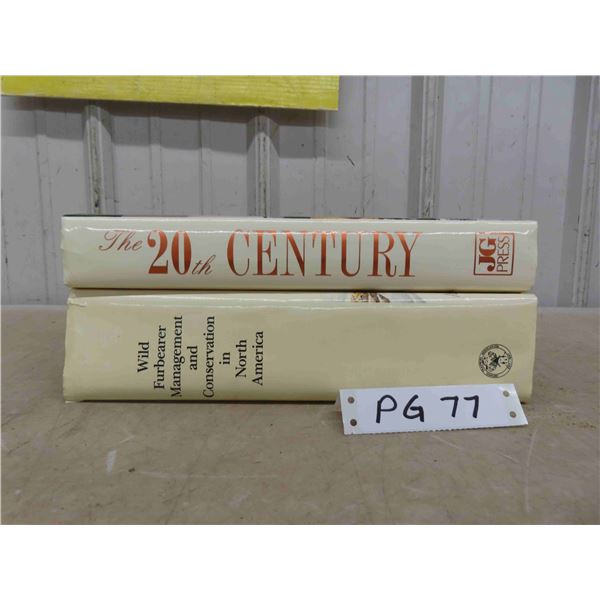 The 20th CENTURY
JG
PRESS
Wild
Furbearer
Management
and
Conservation
in
North
America
PG 77